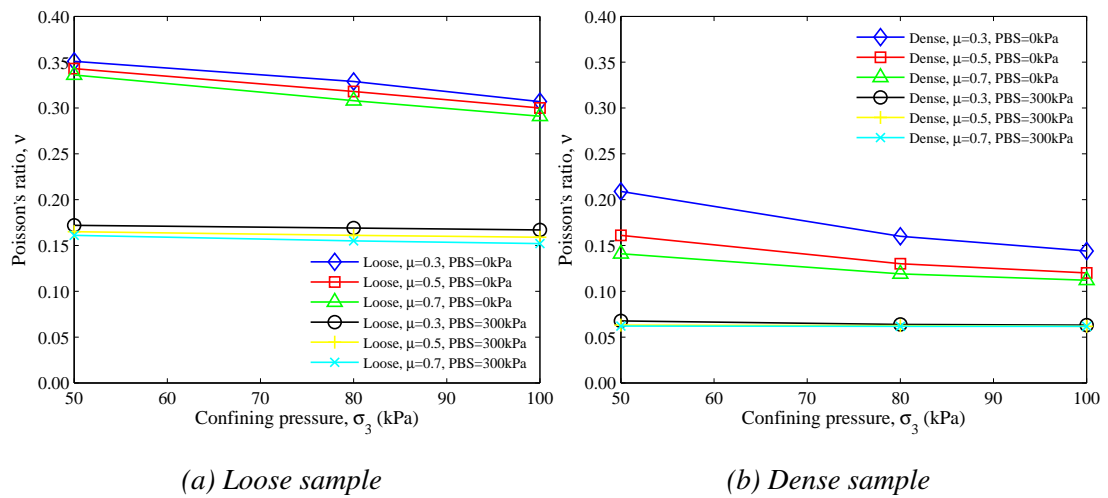 0.40
0.35
0.30
0.25
0.20
0.15
0.10
0.05
0.00
Poisson's ratio, ν
50 60 70 80 90 100
Confining pressure, σ3 (kPa)
Loose, μ=0.3, PBS=0kPa
Loose, μ=0.5, PBS=0kPa
Loose, μ=0.7, PBS=0kPa
Loose, μ=0.3, PBS=300kPa
Loose, μ=0.5, PBS=300kPa
Loose, μ=0.7, PBS=300kPa
(a) Loose sample
0.40
0.35
0.30
0.25
0.20
0.15
0.10
0.05
0.00
Poisson's ratio, ν
50 60 70 80 90 100
Confining pressure, σ3 (kPa)
Dense, μ=0.3, PBS=0kPa
Dense, μ=0.5, PBS=0kPa
Dense, μ=0.7, PBS=0kPa
Dense, μ=0.3, PBS=300kPa
Dense, μ=0.5, PBS=300kPa
Dense, μ=0.7, PBS=300kPa
(b) Dense sample